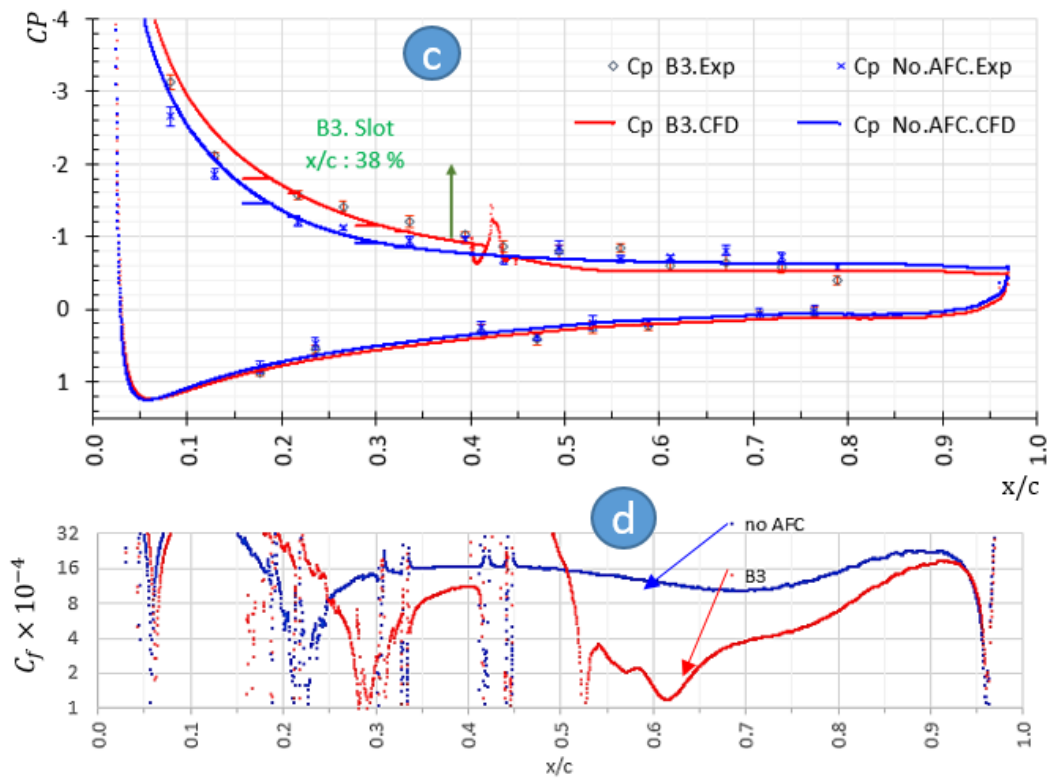 CP
-4
-3
-2
-1
0
1
c
Cp B3.Exp
Cp No.AFC.Exp
Cp B3.CFD
Cp No.AFC.CFD
B3. Slot
x/c : 38 %
0.0 0.1 0.2 0.3 0.4 0.5 0.6 0.7 0.8 0.9 1.0
x/c
d
no AFC
B3
C_f × 10⁻⁴
32
16
8
4
2
1
0.0 0.1 0.2 0.3 0.4 0.5 0.6 0.7 0.8 0.9 1.0
x/c